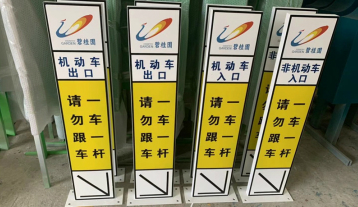 碧桂园
机动车
出口
一车一杆
请勿跟车
碧桂园
机动车
出口
一车一杆
请勿跟车
碧桂园
机动车
入口
一车一杆
请勿跟车
碧桂园
非机动车
入口
一车一杆
请勿跟车